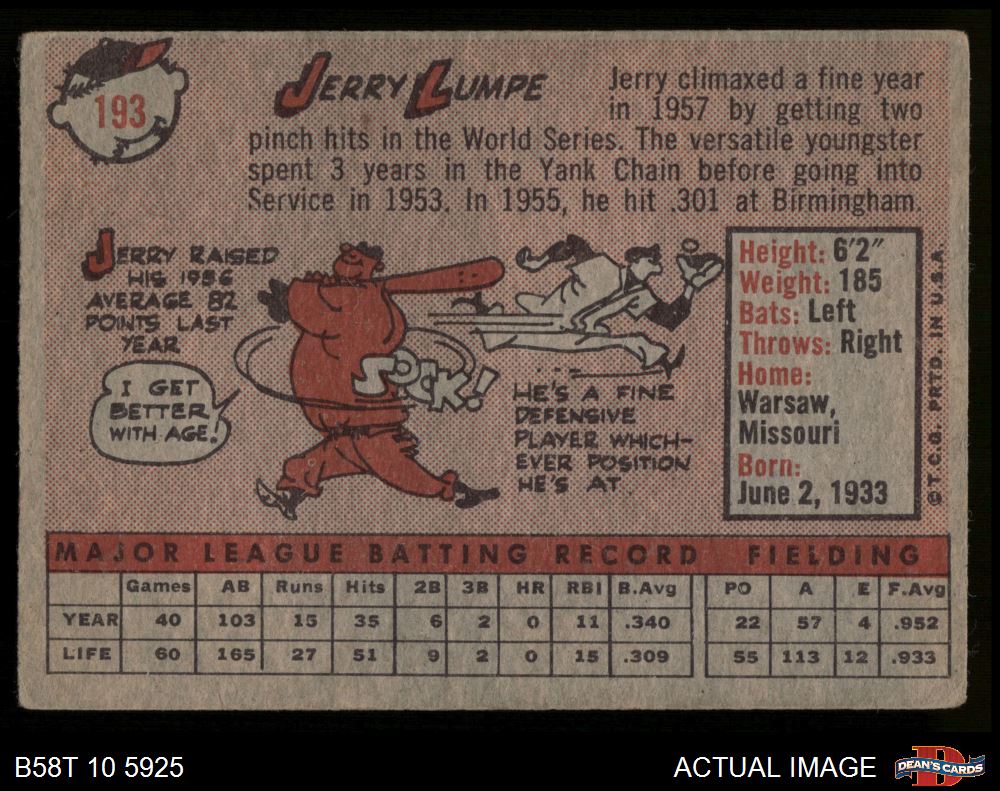 193
JERRY LUMPE
Jerry climaxed a fine year
in 1957 by getting two
pinch hits in the World Series. The versatile youngster
spent 3 years in the Yank Chain before going into
Service in 1953. In 1955, he hit .301 at Birmingham.
JERRY RAISED
HIS 1956
AVERAGE 82
POINTS LAST
YEAR
I GET
BETTER
WITH AGE!
SOCK!
HE'S A FINE
DEFENSIVE
PLAYER WHICH-
EVER POSITION
HE'S AT
Height: 6'2"
Weight: 185
Bats: Left
Throws: Right
Home:
Warsaw,
Missouri
Born:
June 2, 1933
© T.C.G. PRTD. IN U.S.A.
MAJOR LEAGUE BATTING RECORD FIELDING
Games AB Runs Hits 2B 3B HR RBI B.Avg PO A E F.Avg
YEAR 40 103 15 35 6 2 0 11 .340 22 57 4 .952
LIFE 60 165 27 51 9 2 0 15 .309 55 113 12 .933
B58T 10 5925
ACTUAL IMAGE
DEAN'S CARDS